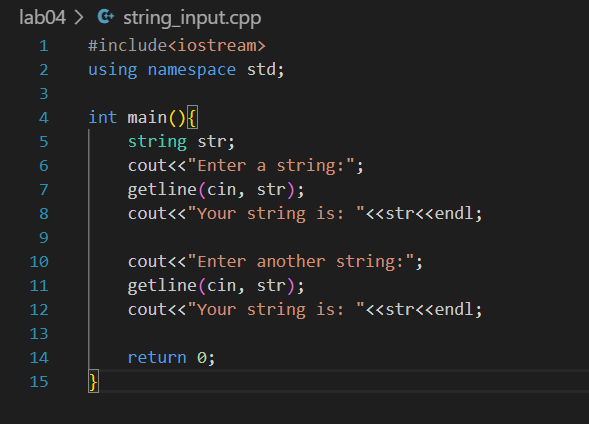 lab04 > string_input.cpp
1 #include<iostream>
2 using namespace std;
3
4 int main(){
5 string str;
6 cout<<"Enter a string:";
7 getline(cin, str);
8 cout<<"Your string is: "<<str<<endl;
9
10 cout<<"Enter another string:";
11 getline(cin, str);
12 cout<<"Your string is: "<<str<<endl;
13
14 return 0;
15 }